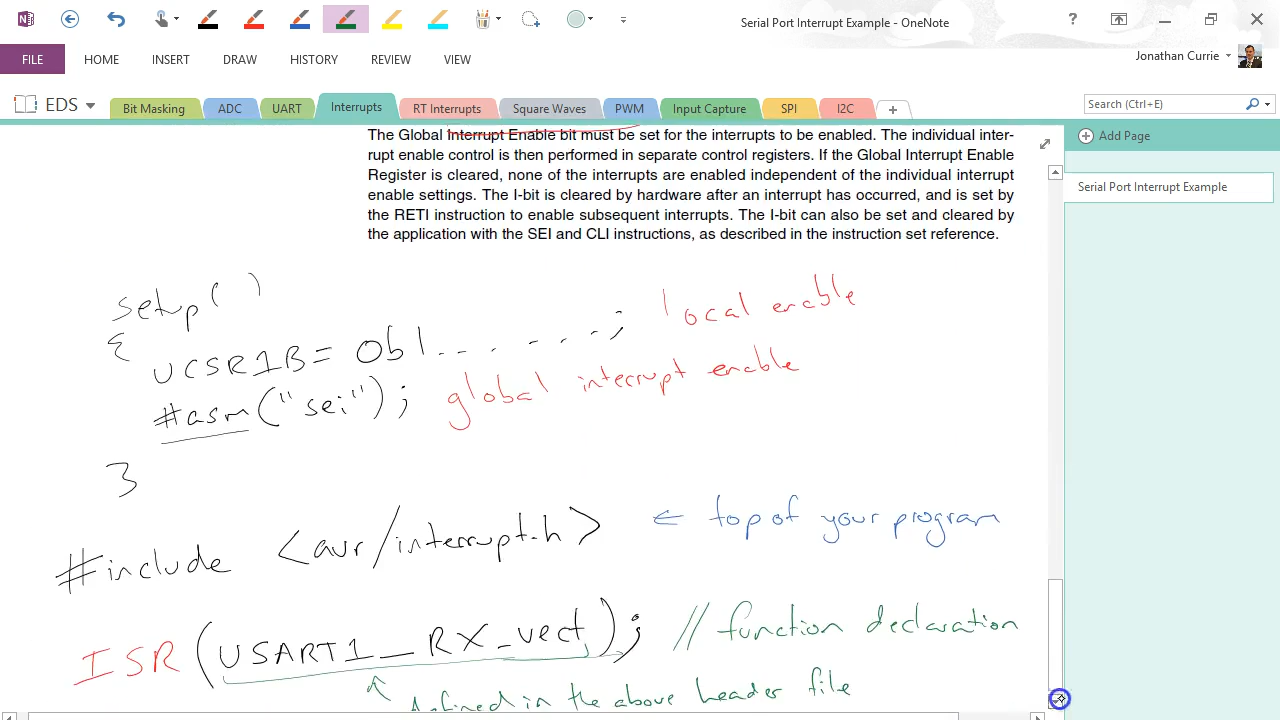 Serial Port Interrupt Example - OneNote
?
FILE HOME INSERT DRAW HISTORY REVIEW VIEW
Jonathan Currie
EDS
Bit Masking ADC UART Interrupts RT Interrupts Square Waves PWM Input Capture SPI I2C
Search (Ctrl+E)
Add Page
Serial Port Interrupt Example
The Global Interrupt Enable bit must be set for the interrupts to be enabled. The individual inter-
rupt enable control is then performed in separate control registers. If the Global Interrupt Enable
Register is cleared, none of the interrupts are enabled independent of the individual interrupt
enable settings. The I-bit is cleared by hardware after an interrupt has occurred, and is set by
the RETI instruction to enable subsequent interrupts. The I-bit can also be set and cleared by
the application with the SEI and CLI instructions, as described in the instruction set reference.
setup( )
{
UCSR1B = 0b1.......; local enable
#asm("sei"); global interrupt enable
}
#include <avr/interrupt.h> ← top of your program
ISR (USART1_RX_vect); // function declaration
defined in the above header file